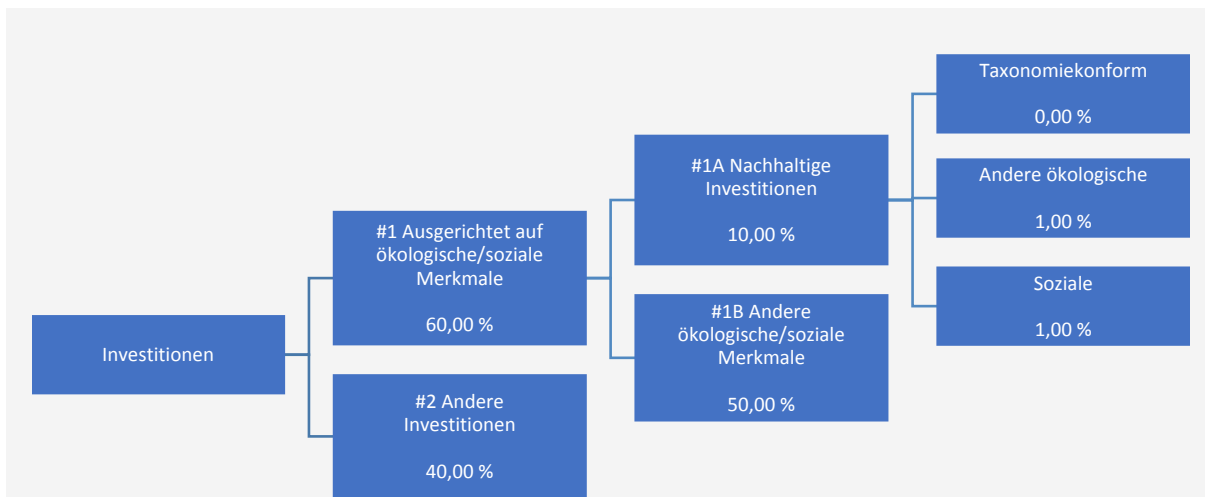 Investitionen
#1 Ausgerichtet auf
ökologische/soziale
Merkmale
60,00 %
#2 Andere
Investitionen
40,00 %
#1A Nachhaltige
Investitionen
10,00 %
#1B Andere
ökologische/soziale
Merkmale
50,00 %
Taxonomiekonform
0,00 %
Andere ökologische
1,00 %
Soziale
1,00 %